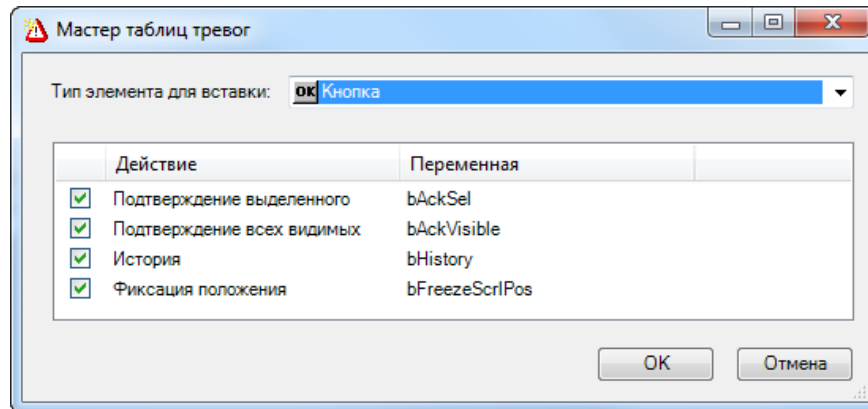 Мастер таблиц тревог
Тип элемента для вставки: OK Кнопка
Действие Переменная
Подтверждение выделенного bAckSel
Подтверждение всех видимых bAckVisible
История bHistory
Фиксация положения bFreezeScrlPos
OK Отмена